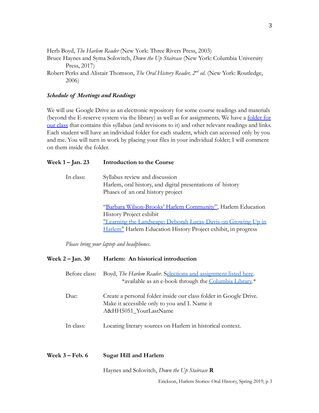 3
Herb Boyd, The Harlem Reader (New York: Three Rivers Press, 2003)
Bruce Haynes and Syma Solovitch, Down the Up Staircase (New York: Columbia University
Press, 2017)
Robert Perks and Alistair Thomson, The Oral History Reader, 2nd ed. (New York: Routledge,
2006)
Schedule of Meetings and Readings
We will use Google Drive as an electronic repository for some course readings and materials
(beyond the E-reserve system via the library) as well as for assignments. We have a folder for
our class that contains this syllabus (and revisions to it) and other relevant readings and links.
Each student will have an individual folder for each student, which can accessed only by you
and me. You will turn in work by placing your files in your individual folder; I will comment
on them inside the folder.
Week 1 – Jan. 23 Introduction to the Course
In class: Syllabus review and discussion
Harlem, oral history, and digital presentations of history
Phases of an oral history project
"Barbara Wilson-Brooks' Harlem Community", Harlem Education
History Project exhibit
"Learning the Landscape: Deborah Lucas Davis on Growing Up in
Harlem" Harlem Education History Project exhibit, in progress
Please bring your laptop and headphones.
Week 2 – Jan. 30 Harlem: An historical introduction
Before class: Boyd, The Harlem Reader. Selections and assignment listed here.
*available as an e-book through the Columbia Library.*
Due: Create a personal folder inside our class folder in Google Drive.
Make it accessible only to you and I. Name it
A&HH5051_YourLastName
In class: Locating literary sources on Harlem in historical context.
Week 3 – Feb. 6 Sugar Hill and Harlem
Haynes and Solovitch, Down the Up Staircase R
Erickson, Harlem Stories: Oral History, Spring 2019, p 3